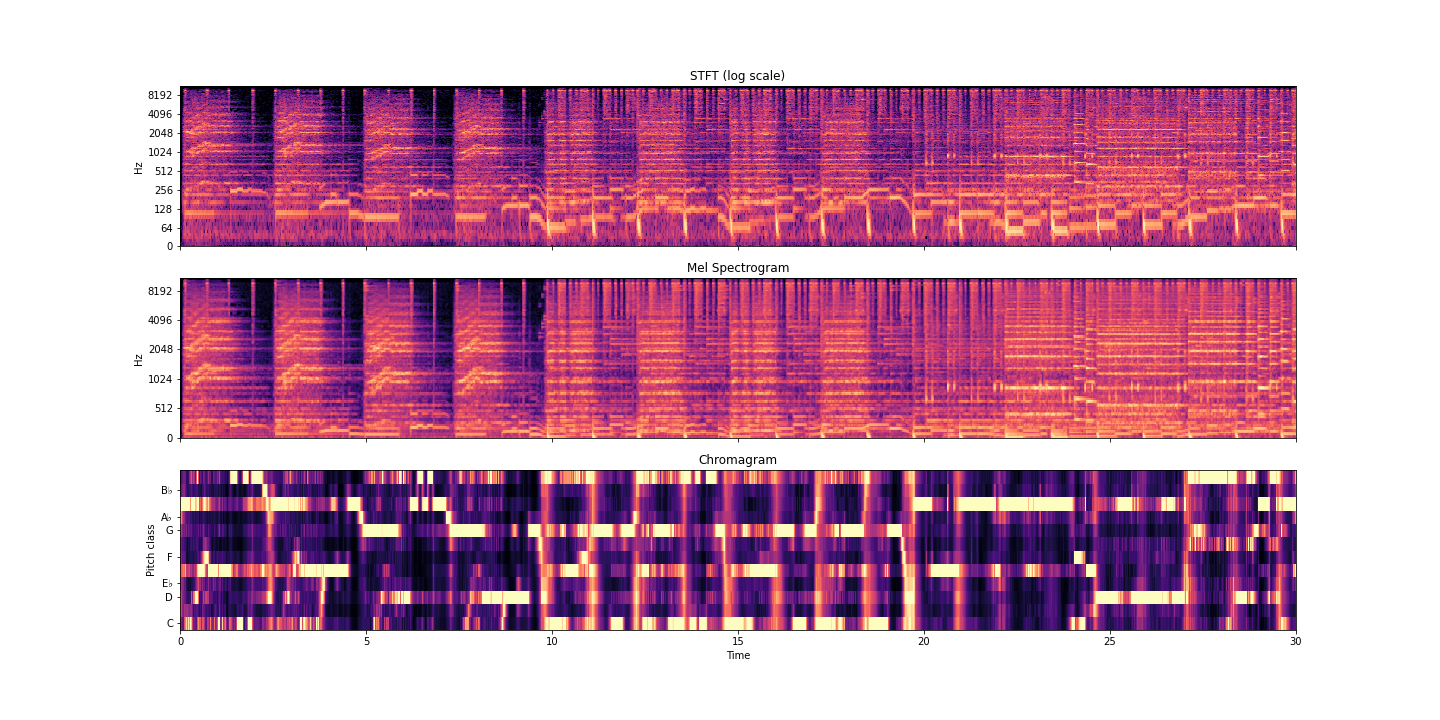 STFT (log scale)
8192
4096
2048
1024
512
256
128
64
0
Hz
Mel Spectrogram
8192
4096
2048
1024
512
0
Hz
Chromagram
B♭
A♭
G
F
E♭
D
C
Pitch class
0 5 10 15 20 25 30
Time